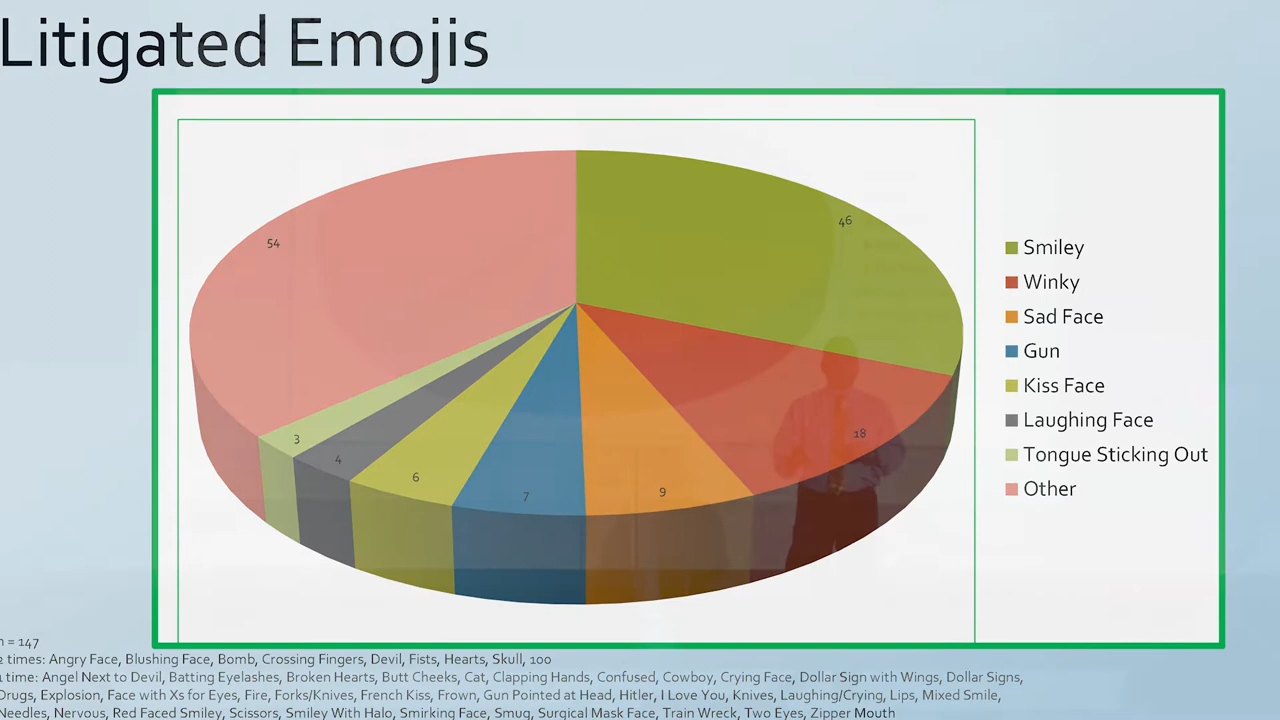 Litigated Emojis
54
46
18
9
7
6
4
3
Smiley
Winky
Sad Face
Gun
Kiss Face
Laughing Face
Tongue Sticking Out
Other
n = 147
2 times: Angry Face, Blushing Face, Bomb, Crossing Fingers, Devil, Fists, Hearts, Skull, 100
1 time: Angel Next to Devil, Batting Eyelashes, Broken Hearts, Butt Cheeks, Cat, Clapping Hands, Confused, Cowboy, Crying Face, Dollar Sign with Wings, Dollar Signs,
Drugs, Explosion, Face with Xs for Eyes, Fire, Forks/Knives, French Kiss, Frown, Gun Pointed at Head, Hitler, I Love You, Knives, Laughing/Crying, Lips, Mixed Smile,
Needles, Nervous, Red Faced Smiley, Scissors, Smiley With Halo, Smirking Face, Smug, Surgical Mask Face, Train Wreck, Two Eyes, Zipper Mouth